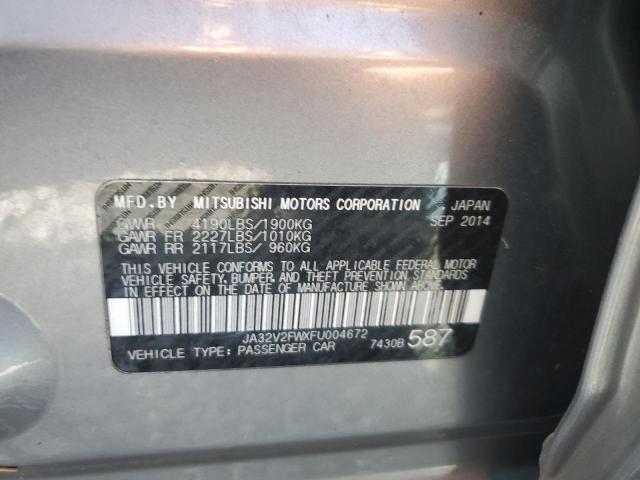 MFD.BY MITSUBISHI MOTORS CORPORATION JAPAN
SEP 2014
GVWR 4190LBS/1900KG
GAWR FR 2227LBS/1010KG
GAWR RR 2117LBS/ 960KG
THIS VEHICLE CONFORMS TO ALL APPLICABLE FEDERAL MOTOR
VEHICLE SAFETY, BUMPER, AND THEFT PREVENTION STANDARDS
IN EFFECT ON THE DATE OF MANUFACTURE SHOWN ABOVE.
JA32V2FWXFU004672
VEHICLE TYPE: PASSENGER CAR 7430B 587